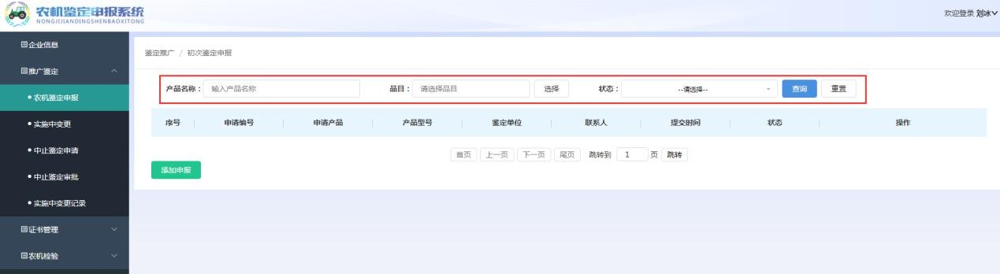 农机鉴定申报系统
NONGJIJIANDINGSHENBAOXITONG
欢迎登录 刘冰
企业信息
推广鉴定
农机鉴定申报
实施中变更
中止鉴定申请
中止鉴定审批
实施中变更记录
证书管理
农机检验
鉴定推广 / 初次鉴定申报
产品名称： 输入产品名称 品目： 请选择品目 选择 状态： --请选择-- 查询 重置
序号 申请编号 申请产品 产品型号 鉴定单位 联系人 提交时间 状态 操作
首页 上一页 下一页 尾页 跳转到 1 页 跳转
添加申报